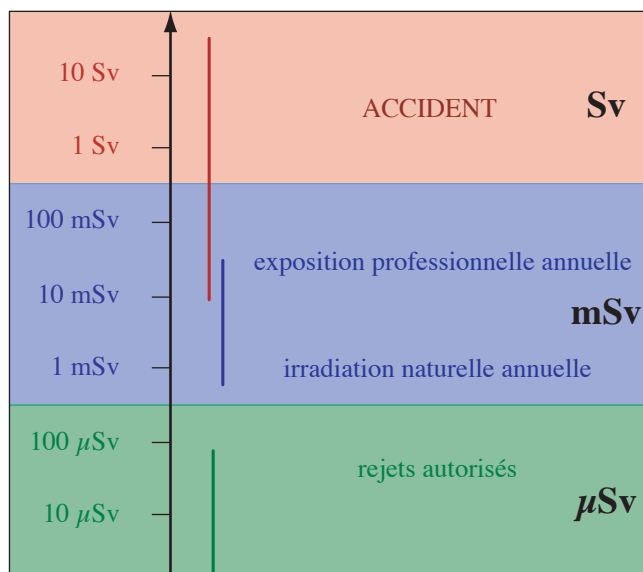 10 Sv
ACCIDENT
Sv
1 Sv
100 mSv
exposition professionnelle annuelle
10 mSv
mSv
1 mSv
irradiation naturelle annuelle
100 µSv
rejets autorisés
10 µSv
µSv